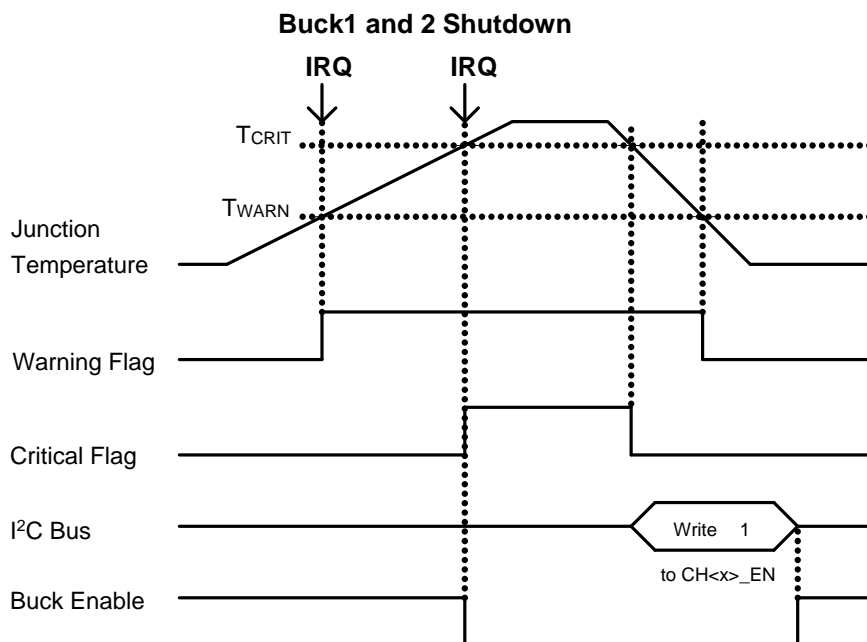 Buck1 and 2 Shutdown
IRQ IRQ
TCRIT
TWARN
Junction
Temperature
Warning Flag
Critical Flag
I²C Bus
Write 1
to CH<x>_EN
Buck Enable